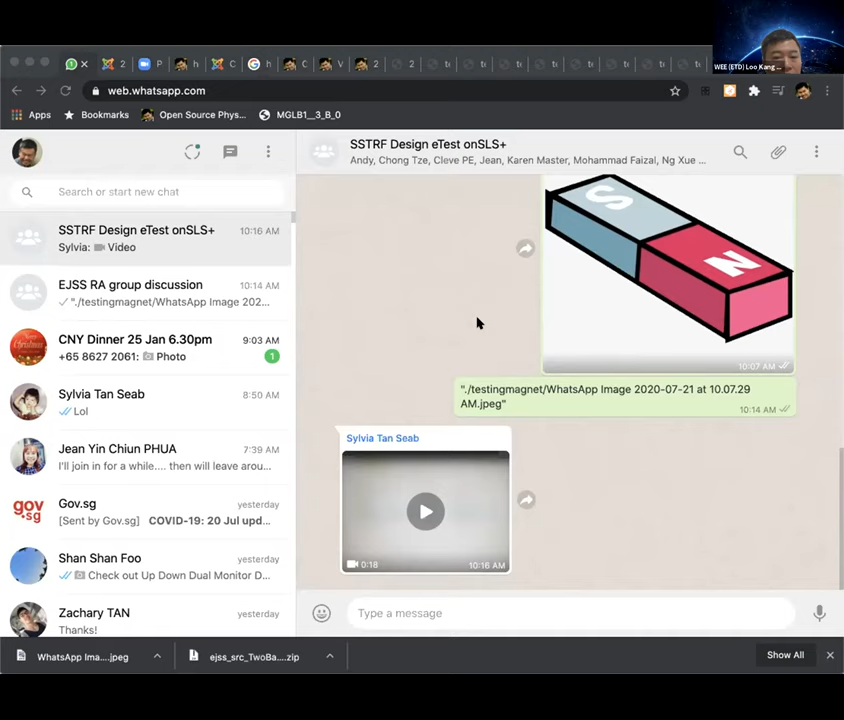 WEE (ETD) Loo Kang ...
2
P
h
C
h
C
V
2
2
web.whatsapp.com
Apps
Bookmarks
Open Source Phys...
MGLB1__3_B_0
SSTRF Design eTest onSLS+
Andy, Chong Tze, Cleve PE, Jean, Karen Master, Mohammad Faizal, Ng Xue ...
Search or start new chat
SSTRF Design eTest onSLS+
10:16 AM
Sylvia: Video
EJSS RA group discussion
10:14 AM
"./testingmagnet/WhatsApp Image 202...
CNY Dinner 25 Jan 6.30pm
9:03 AM
+65 8627 2061: Photo
1
Sylvia Tan Seab
8:50 AM
Lol
Jean Yin Chiun PHUA
7:39 AM
I'll join in for a while.... then will leave arou...
gov.sg
Gov.sg
yesterday
[Sent by Gov.sg] COVID-19: 20 Jul upd...
Shan Shan Foo
yesterday
Check out Up Down Dual Monitor D...
Zachary TAN
yesterday
Thanks!
S
N
10:07 AM
"./testingmagnet/WhatsApp Image 2020-07-21 at 10.07.29
AM.jpeg"
10:14 AM
Sylvia Tan Seab
0:18
10:16 AM
Type a message
WhatsApp Ima....jpeg
ejss_src_TwoBa....zip
Show All